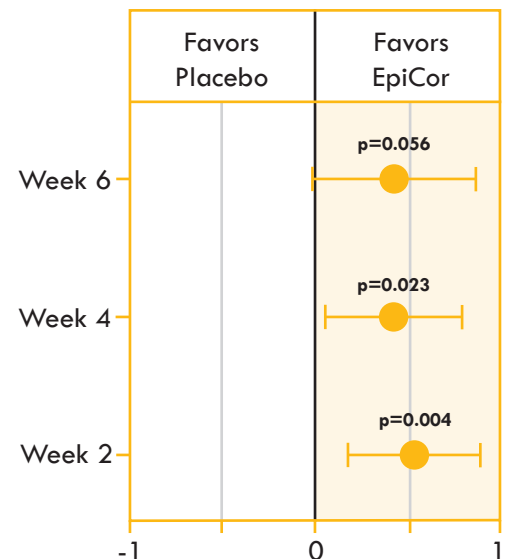 Favors
Placebo
Favors
EpiCor
p=0.056
Week 6
p=0.023
Week 4
p=0.004
Week 2
-1
0
1